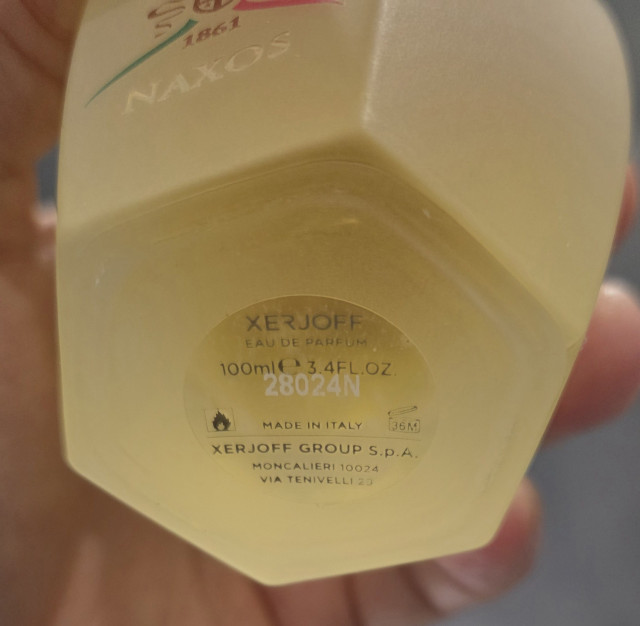 1861
NAXOS
XERJOFF
EAU DE PARFUM
100ml e 3.4FL.OZ.
28024N
36M
MADE IN ITALY
XERJOFF GROUP S.p.A.
MONCALIERI 10024
VIA TENIVELLI